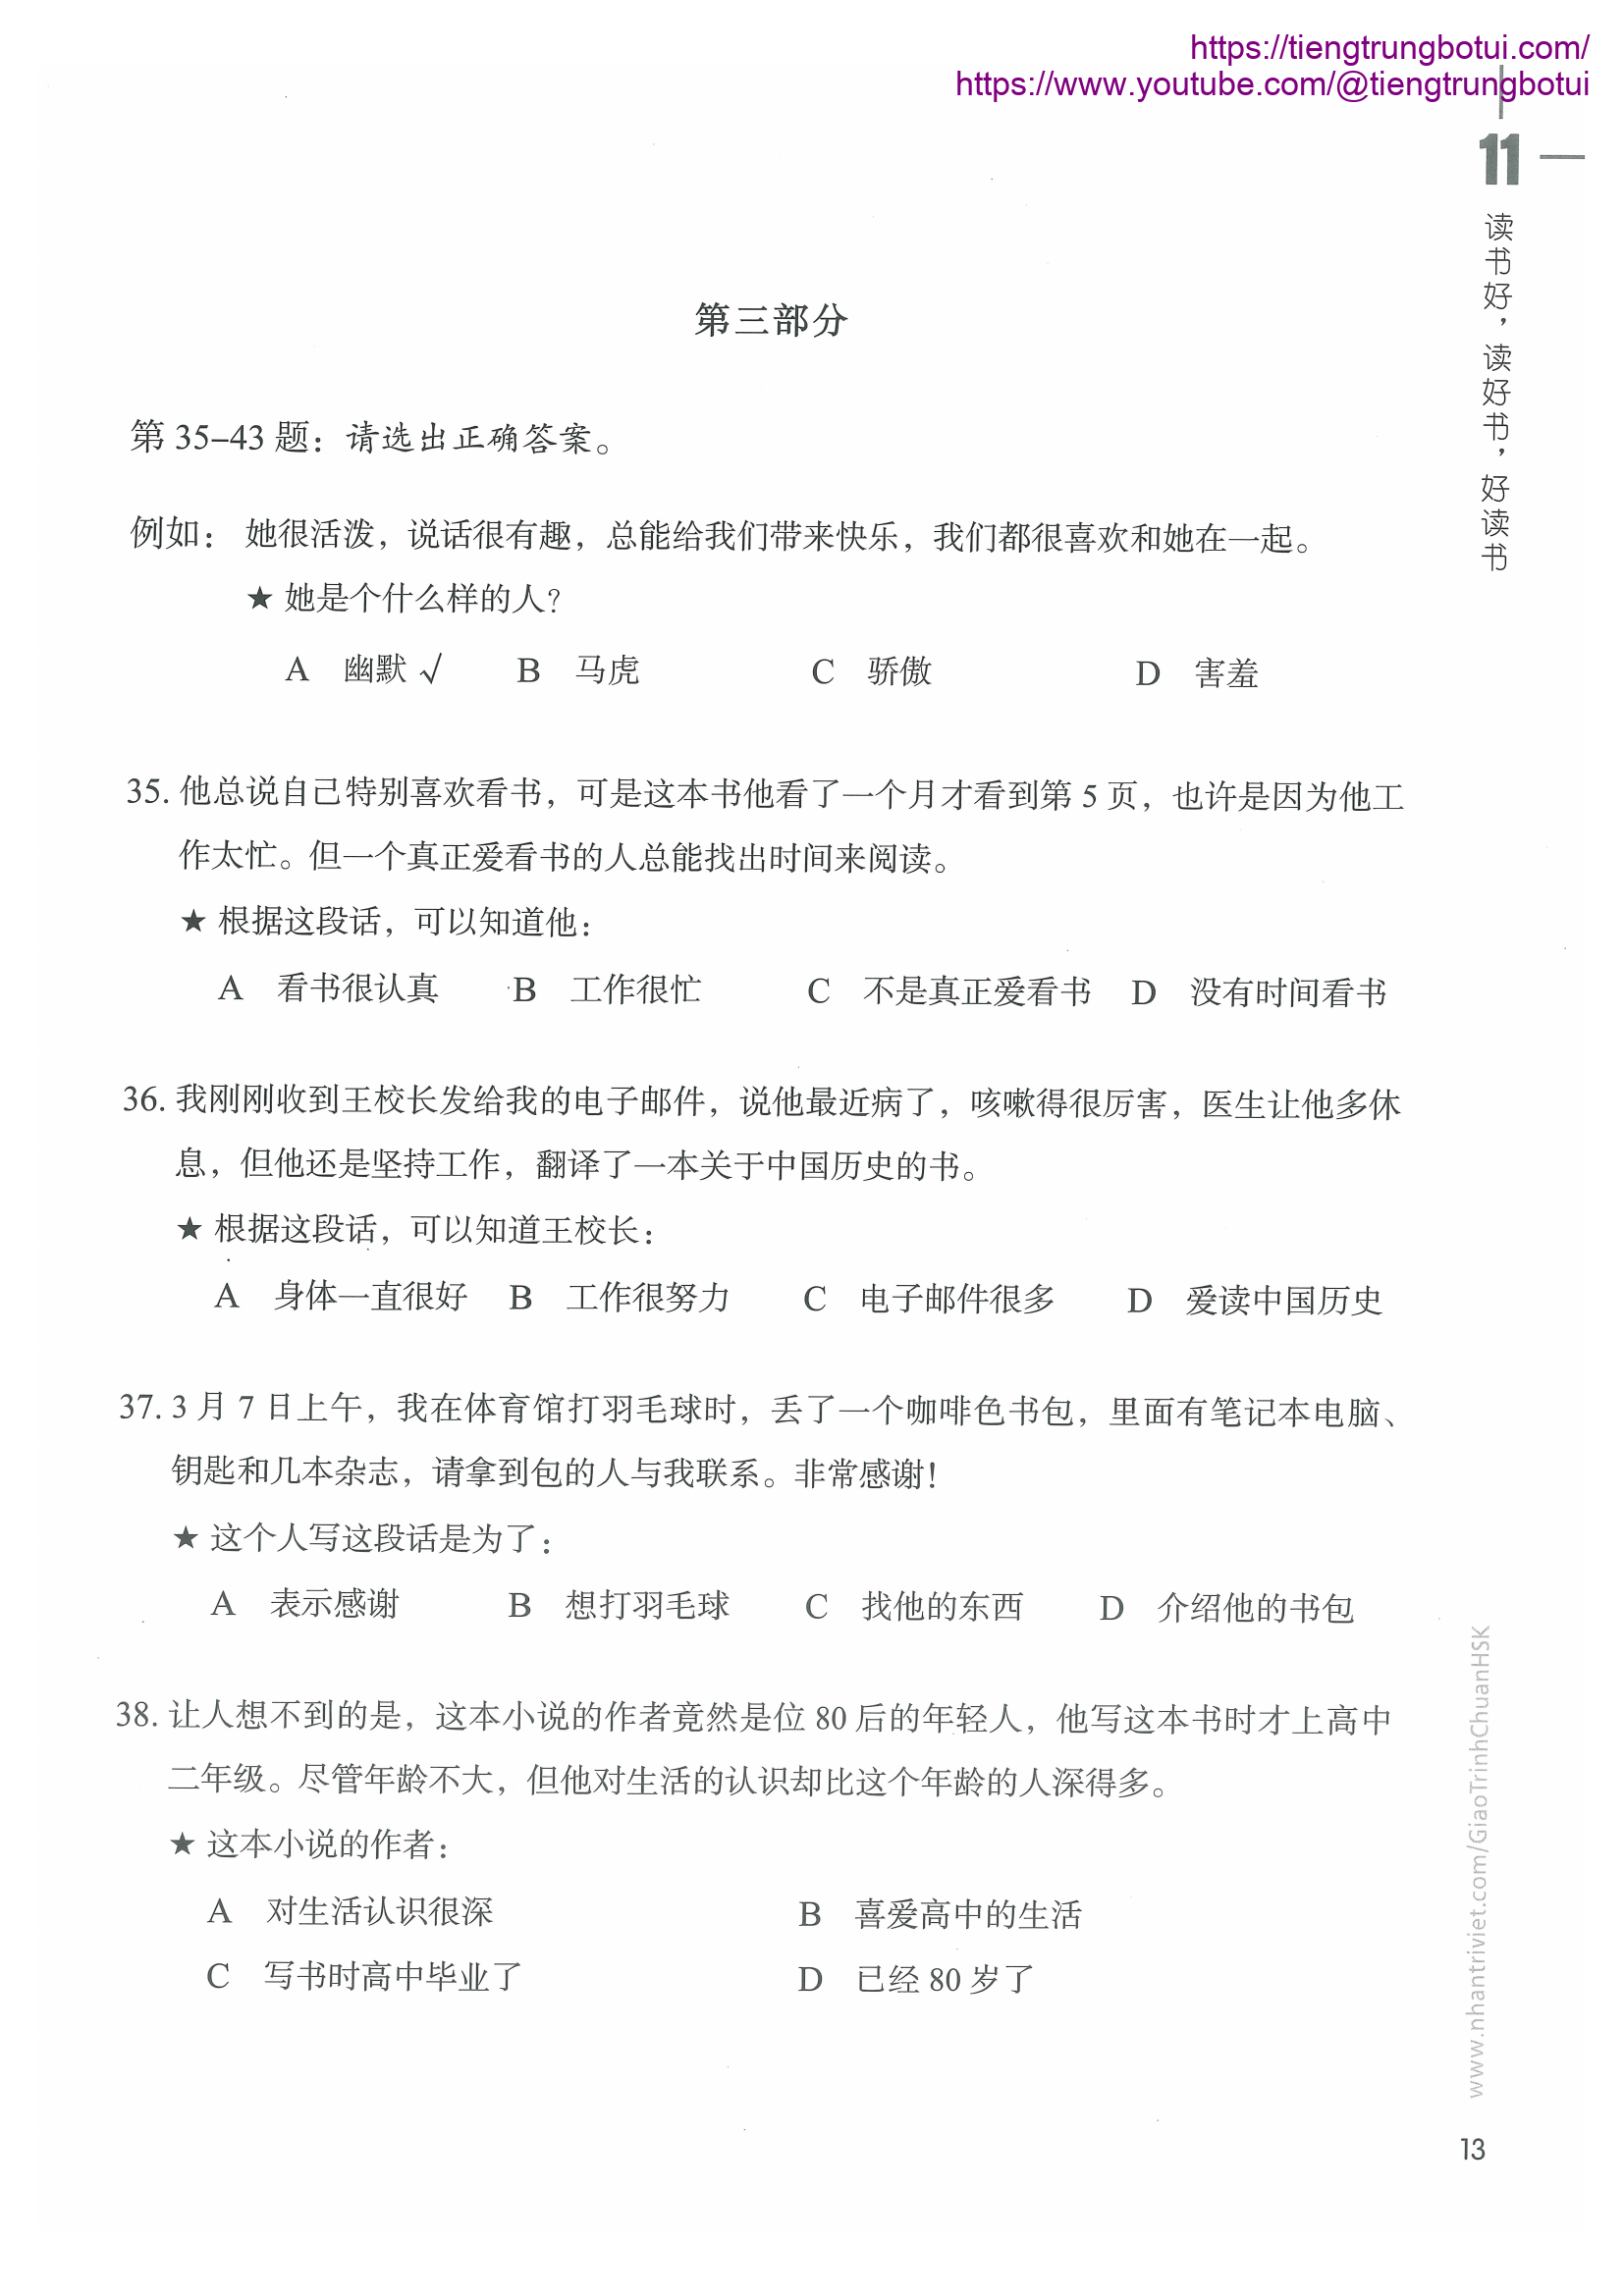 https://tiengtrungbotui.com/
https://www.youtube.com/@tiengtrungbotui
11
读书好，读好书，好读书
第三部分
第 35–43 题：请选出正确答案。
例如： 她很活泼，说话很有趣，总能给我们带来快乐，我们都很喜欢和她在一起。
★ 她是个什么样的人？
A 幽默 √ B 马虎 C 骄傲 D 害羞
35. 他总说自己特别喜欢看书，可是这本书他看了一个月才看到第 5 页，也许是因为他工
作太忙。但一个真正爱看书的人总能找出时间来阅读。
★ 根据这段话，可以知道他：
A 看书很认真 B 工作很忙 C 不是真正爱看书 D 没有时间看书
36. 我刚刚收到王校长发给我的电子邮件，说他最近病了，咳嗽得很厉害，医生让他多休
息，但他还是坚持工作，翻译了一本关于中国历史的书。
★ 根据这段话，可以知道王校长：
A 身体一直很好 B 工作很努力 C 电子邮件很多 D 爱读中国历史
37. 3 月 7 日上午，我在体育馆打羽毛球时，丢了一个咖啡色书包，里面有笔记本电脑、
钥匙和几本杂志，请拿到包的人与我联系。非常感谢！
★ 这个人写这段话是为了：
A 表示感谢 B 想打羽毛球 C 找他的东西 D 介绍他的书包
38. 让人想不到的是，这本小说的作者竟然是位 80 后的年轻人，他写这本书时才上高中
二年级。尽管年龄不大，但他对生活的认识却比这个年龄的人深得多。
★ 这本小说的作者：
A 对生活认识很深 B 喜爱高中的生活
C 写书时高中毕业了 D 已经 80 岁了
www.nhantriviet.com/GiaoTrinhChuanHSK
13